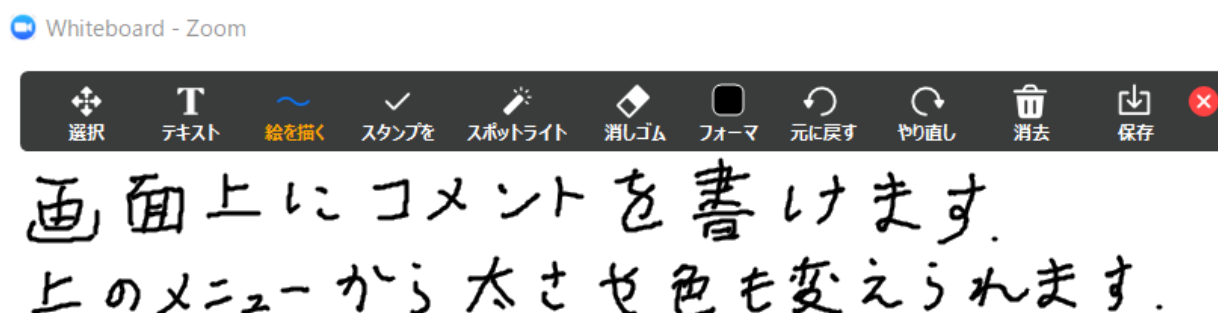 Whiteboard - Zoom
選択 テキスト 絵を描く スタンプを スポットライト 消しゴム フォーマ 元に戻す やり直し 消去 保存
画面上にコメントを書けます.
上のメニューから太さや色も変えられます.